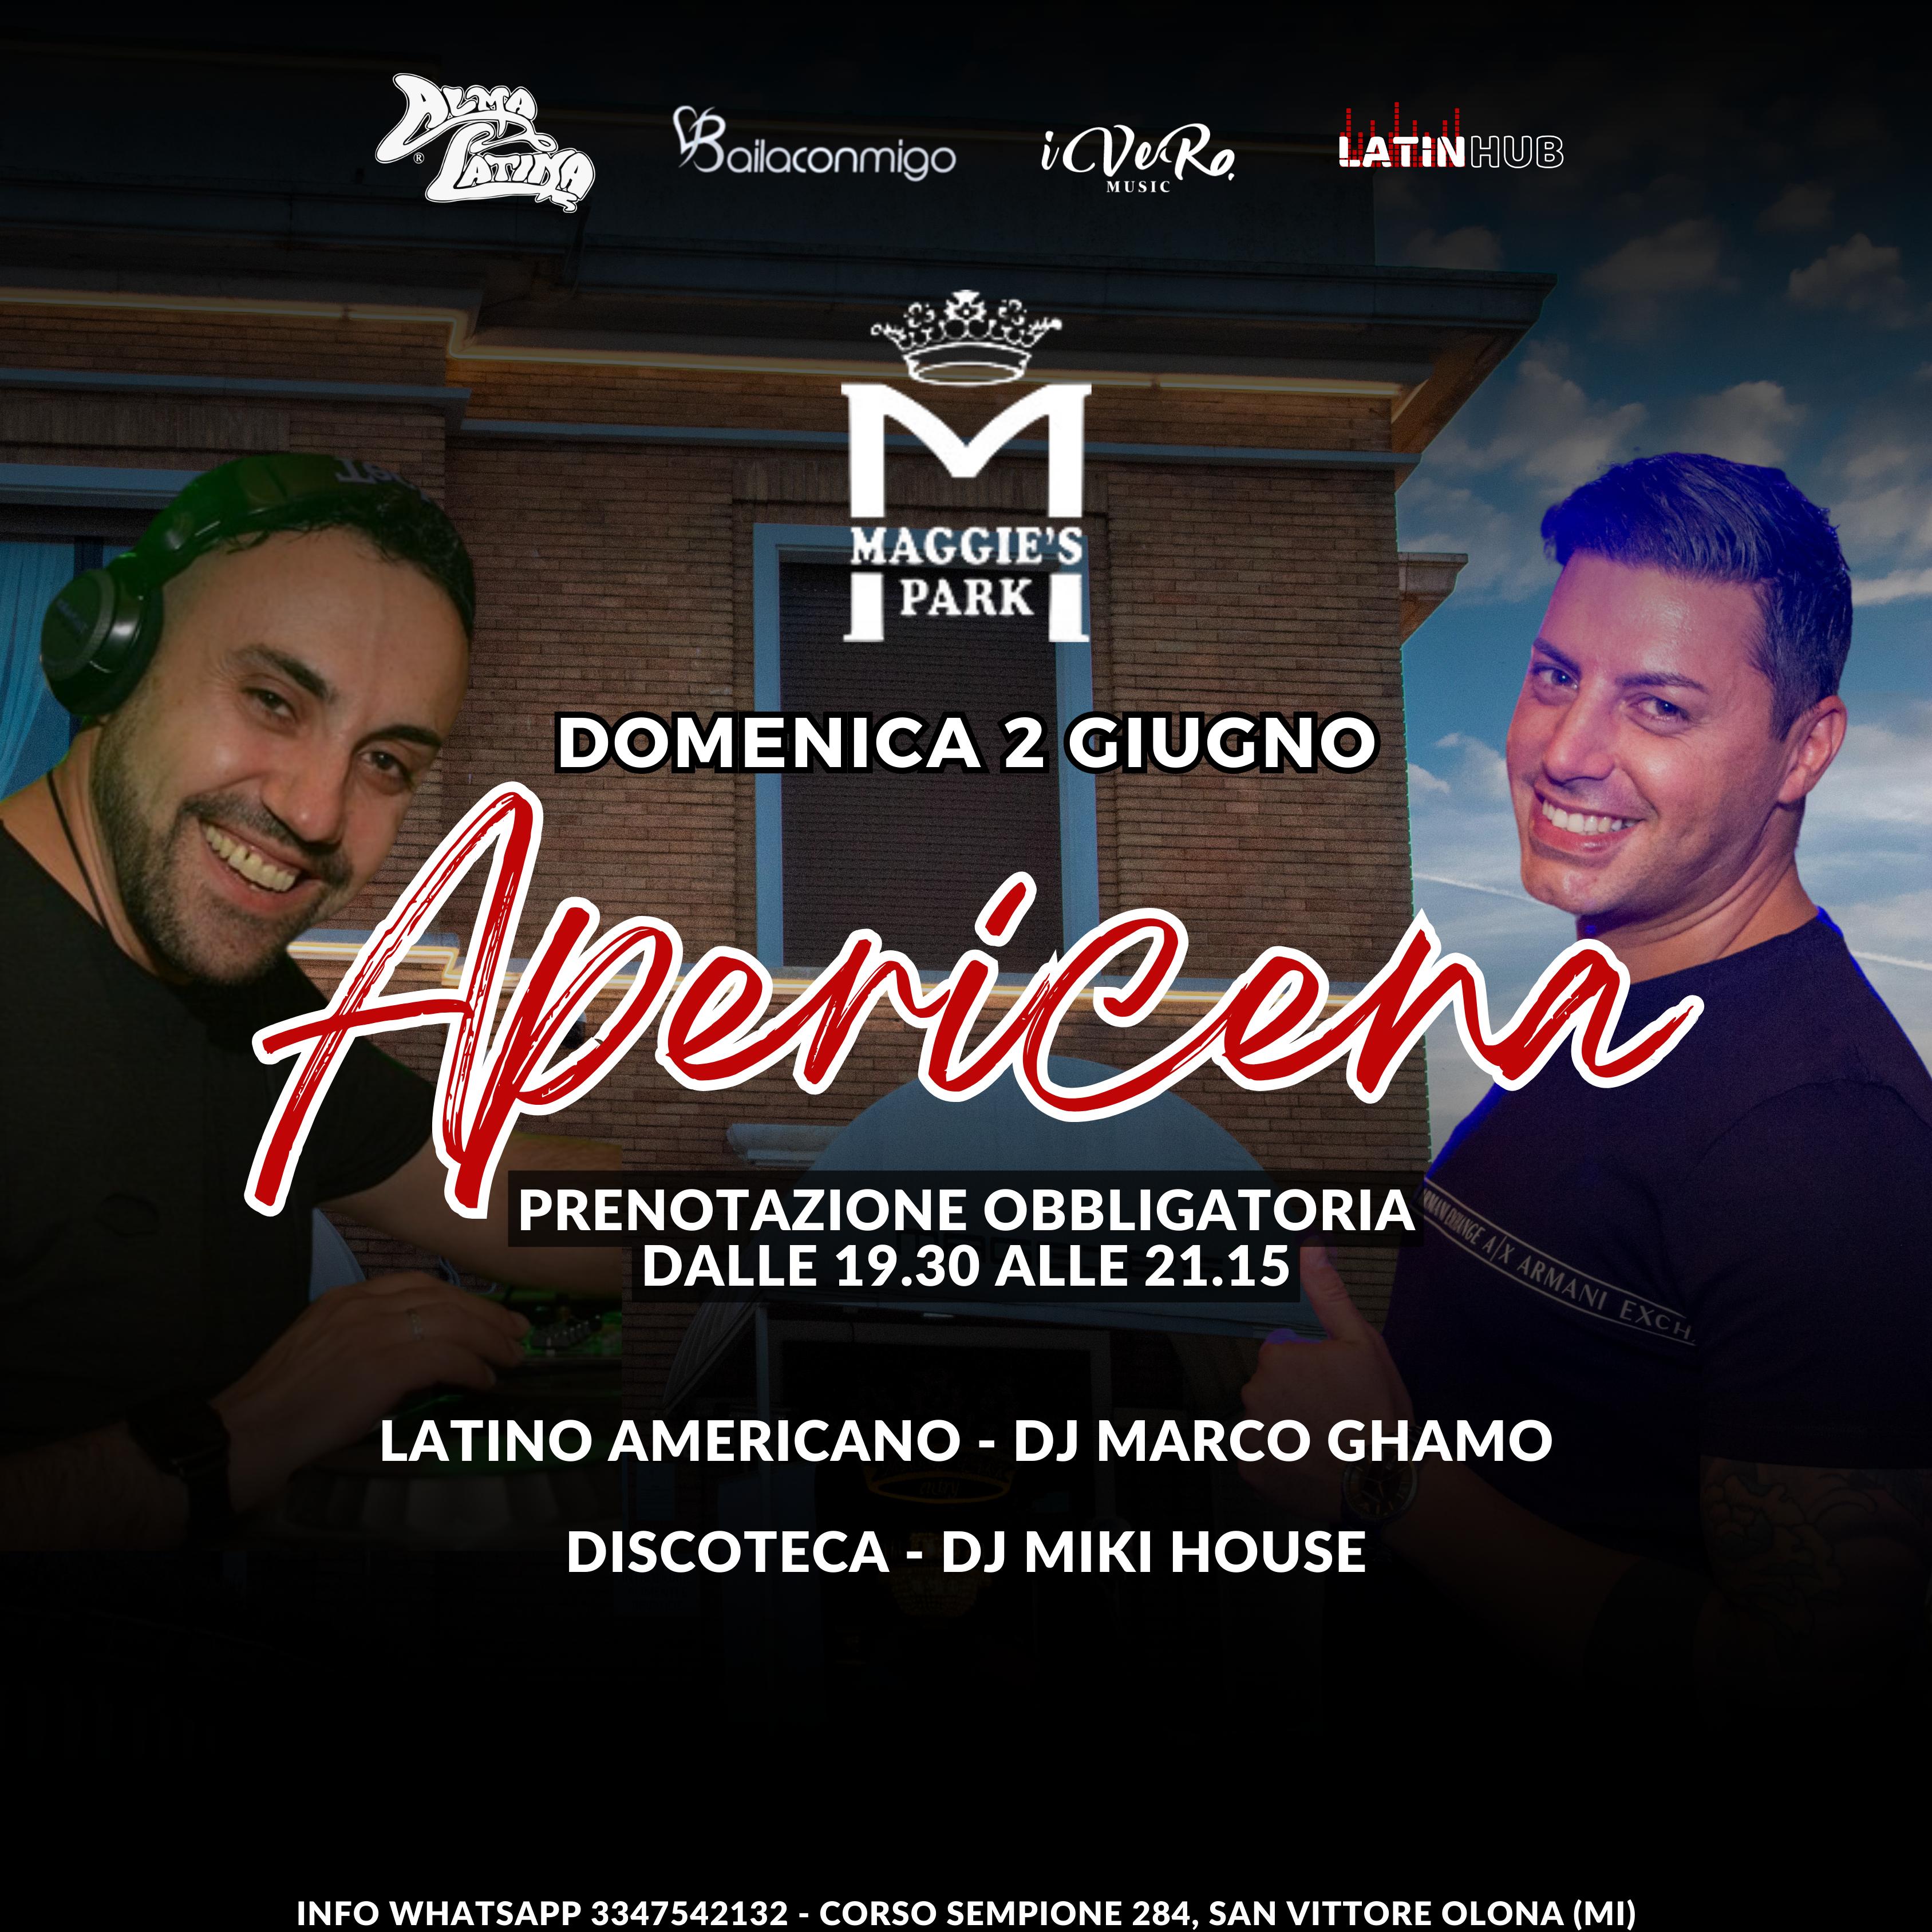 ALMA
LATINA
®
Bailaconmigo
iVeRo.
MUSIC
LATINHUB
M
MAGGIE'S
PARK
DOMENICA 2 GIUGNO
Apericena
PRENOTAZIONE OBBLIGATORIA
DALLE 19.30 ALLE 21.15
A|X ARMANI EXCH
LATINO AMERICANO - DJ MARCO GHAMO
DISCOTECA - DJ MIKI HOUSE
INFO WHATSAPP 3347542132 - CORSO SEMPIONE 284, SAN VITTORE OLONA (MI)